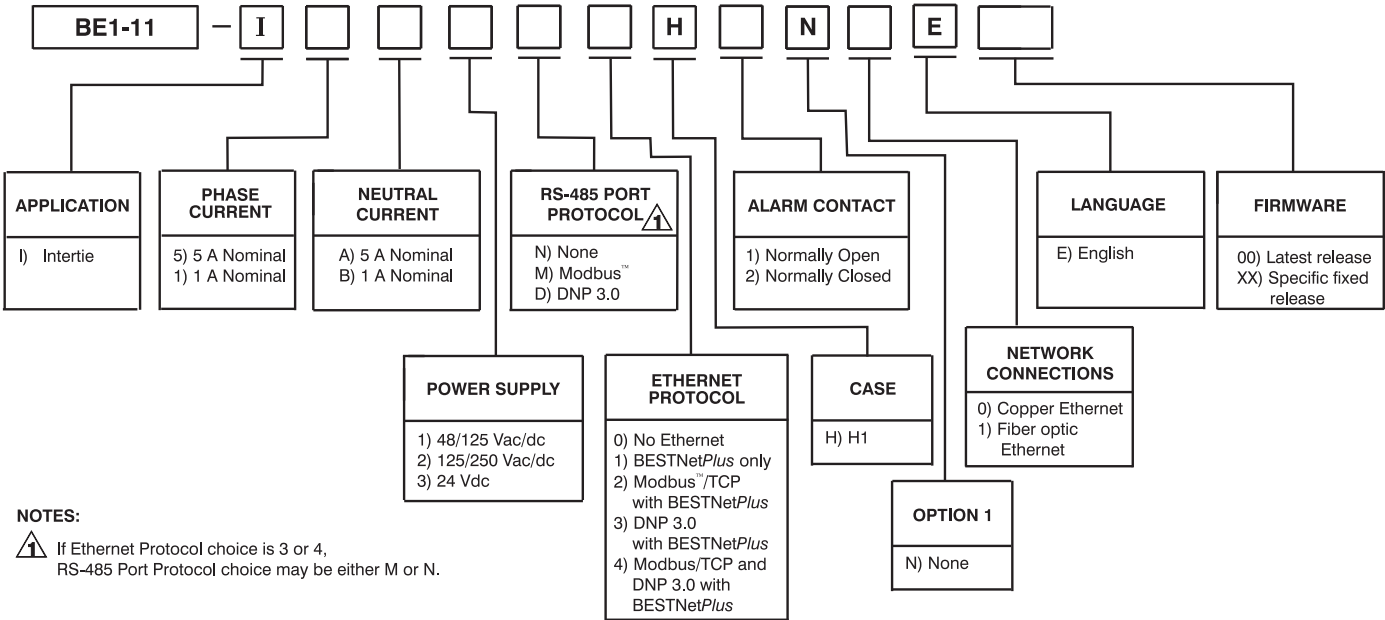 BE1-11 – I H N E
APPLICATION
I) Intertie
PHASE
CURRENT
5) 5 A Nominal
1) 1 A Nominal
NEUTRAL
CURRENT
A) 5 A Nominal
B) 1 A Nominal
RS-485 PORT
PROTOCOL 1
N) None
M) Modbus™
D) DNP 3.0
ALARM CONTACT
1) Normally Open
2) Normally Closed
LANGUAGE
E) English
FIRMWARE
00) Latest release
XX) Specific fixed
release
POWER SUPPLY
1) 48/125 Vac/dc
2) 125/250 Vac/dc
3) 24 Vdc
ETHERNET
PROTOCOL
0) No Ethernet
1) BESTNetPlus only
2) Modbus™/TCP
with BESTNetPlus
3) DNP 3.0
with BESTNetPlus
4) Modbus/TCP and
DNP 3.0 with
BESTNetPlus
CASE
H) H1
NETWORK
CONNECTIONS
0) Copper Ethernet
1) Fiber optic
Ethernet
OPTION 1
N) None
NOTES:
1 If Ethernet Protocol choice is 3 or 4,
RS-485 Port Protocol choice may be either M or N.